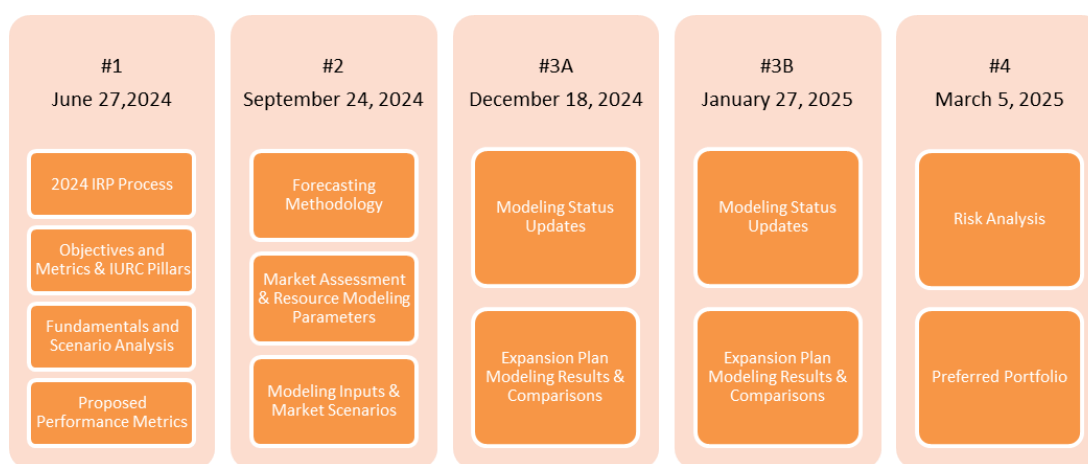 #1
June 27,2024
2024 IRP Process
Objectives and
Metrics & IURC Pillars
Fundamentals and
Scenario Analysis
Proposed
Performance Metrics
#2
September 24, 2024
Forecasting
Methodology
Market Assessment
& Resource Modeling
Parameters
Modeling Inputs &
Market Scenarios
#3A
December 18, 2024
Modeling Status
Updates
Expansion Plan
Modeling Results &
Comparisons
#3B
January 27, 2025
Modeling Status
Updates
Expansion Plan
Modeling Results &
Comparisons
#4
March 5, 2025
Risk Analysis
Preferred Portfolio